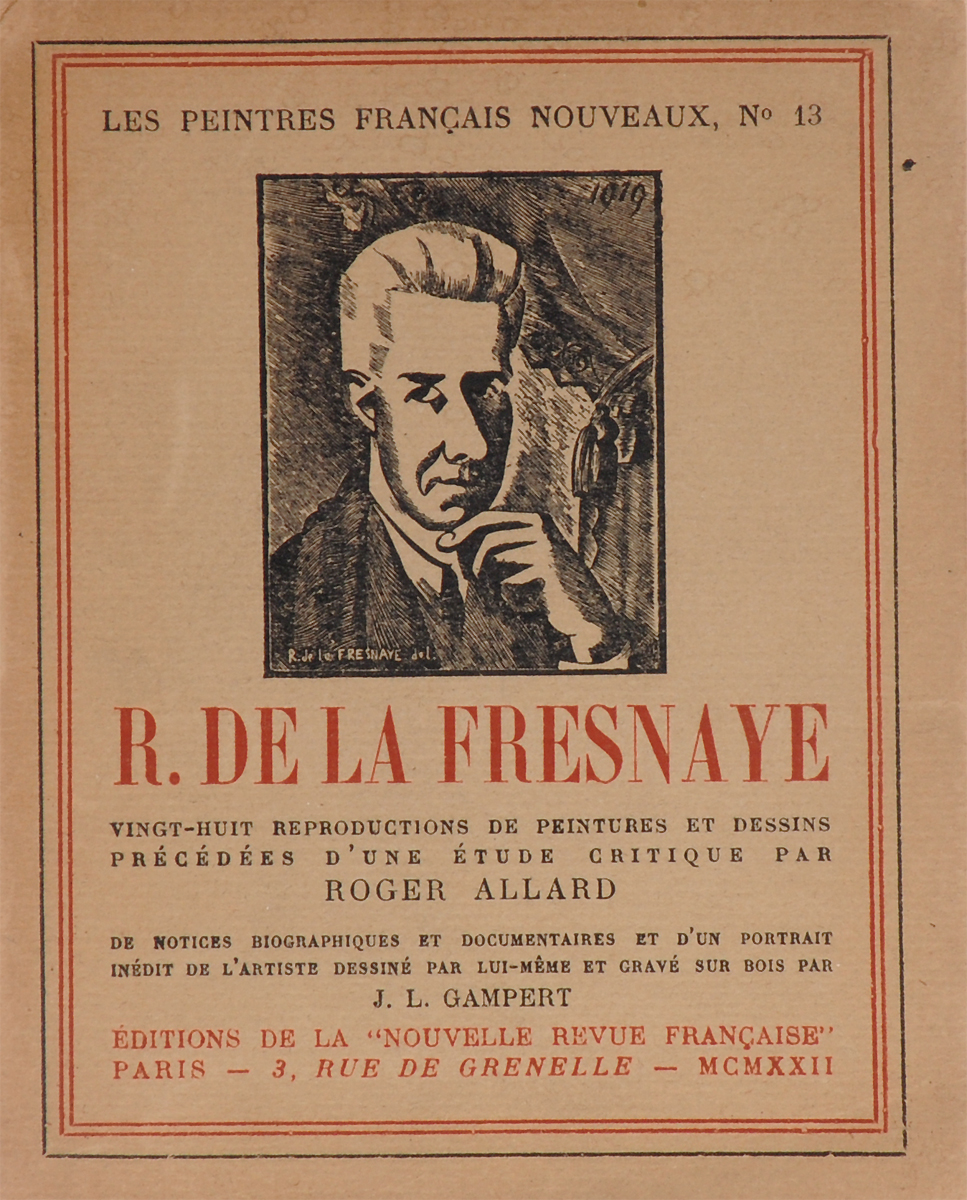 LES PEINTRES FRANÇAIS NOUVEAUX, Nº 13
1919
R. de la FRESNAYE del.
R. DE LA FRESNAYE
VINGT-HUIT REPRODUCTIONS DE PEINTURES ET DESSINS
PRÉCÉDÉES D'UNE ÉTUDE CRITIQUE PAR
ROGER ALLARD
DE NOTICES BIOGRAPHIQUES ET DOCUMENTAIRES ET D'UN PORTRAIT
INÉDIT DE L'ARTISTE DESSINÉ PAR LUI-MÊME ET GRAVÉ SUR BOIS PAR
J. L. GAMPERT
ÉDITIONS DE LA “NOUVELLE REVUE FRANÇAISE”
PARIS — 3, RUE DE GRENELLE — MCMXXII